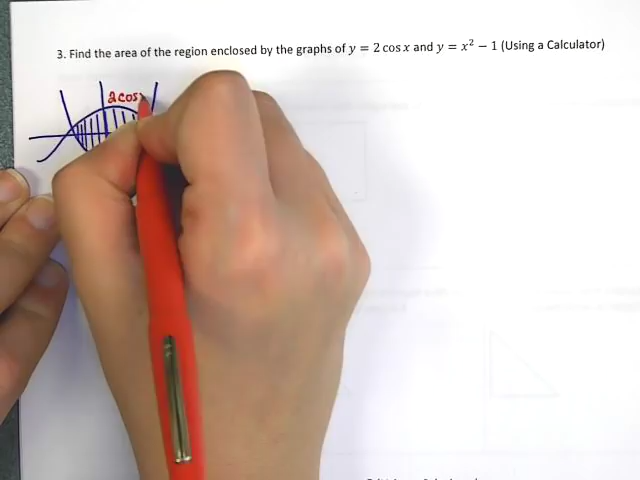 3. Find the area of the region enclosed by the graphs of y = 2 cos x and y = x² − 1 (Using a Calculator)
2cosx